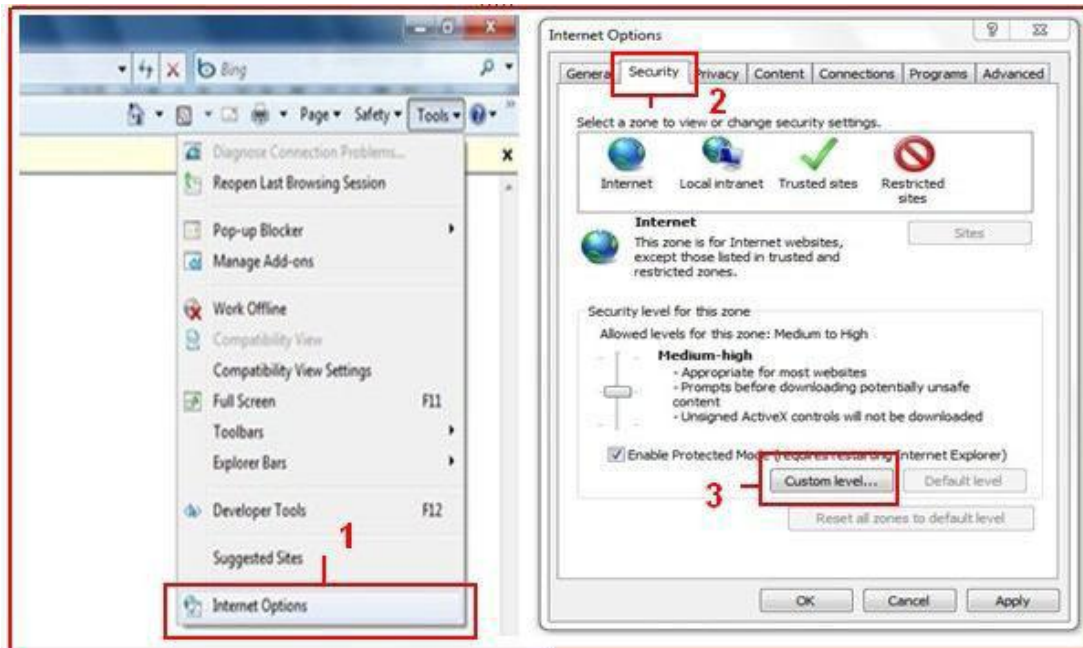 Bing
Page Safety Tools
Diagnose Connection Problems...
Reopen Last Browsing Session
Pop-up Blocker
Manage Add-ons
Work Offline
Compatibility View
Compatibility View Settings
Full Screen F11
Toolbars
Explorer Bars
Developer Tools F12
1
Suggested Sites
Internet Options
Internet Options
General Security Privacy Content Connections Programs Advanced
2
Select a zone to view or change security settings.
Internet Local intranet Trusted sites Restricted
sites
Internet
Sites
This zone is for Internet websites,
except those listed in trusted and
restricted zones.
Security level for this zone
Allowed levels for this zone: Medium to High
Medium-high
- Appropriate for most websites
- Prompts before downloading potentially unsafe
content
- Unsigned ActiveX controls will not be downloaded
Enable Protected Mode (requires restarting Internet Explorer)
3
Custom level... Default level
Reset all zones to default level
OK Cancel Apply